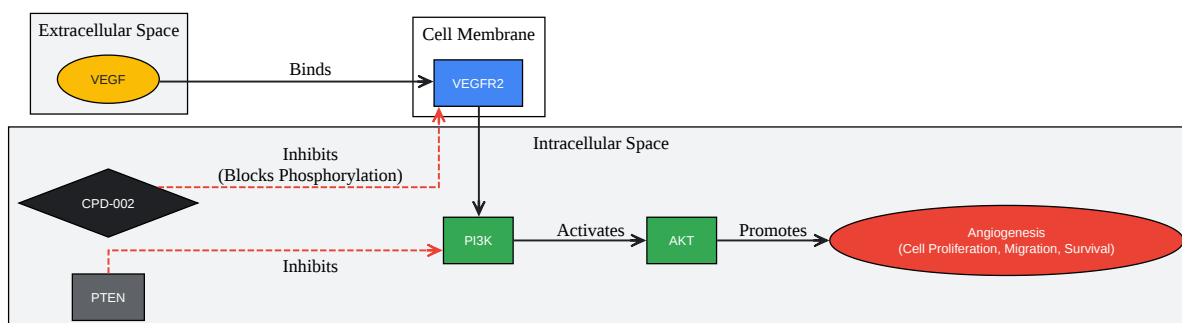 Extracellular Space
VEGF
Binds
Cell Membrane
VEGFR2
Intracellular Space
Inhibits
(Blocks Phosphorylation)
CPD-002
PI3K
Activates
AKT
Promotes
Angiogenesis
(Cell Proliferation, Migration, Survival)
Inhibits
PTEN